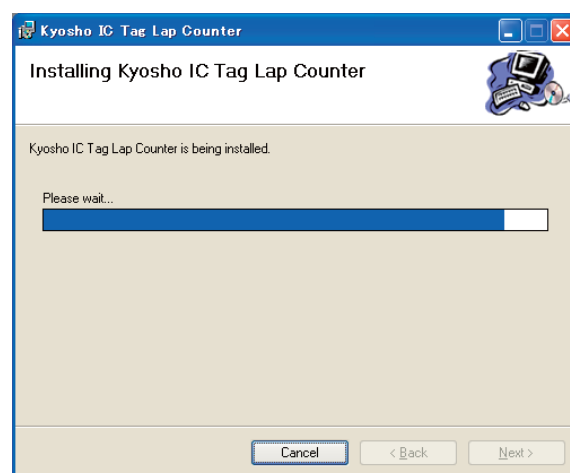 Kyosho IC Tag Lap Counter
Installing Kyosho IC Tag Lap Counter
Kyosho IC Tag Lap Counter is being installed.
Please wait...
Cancel
< Back
Next >